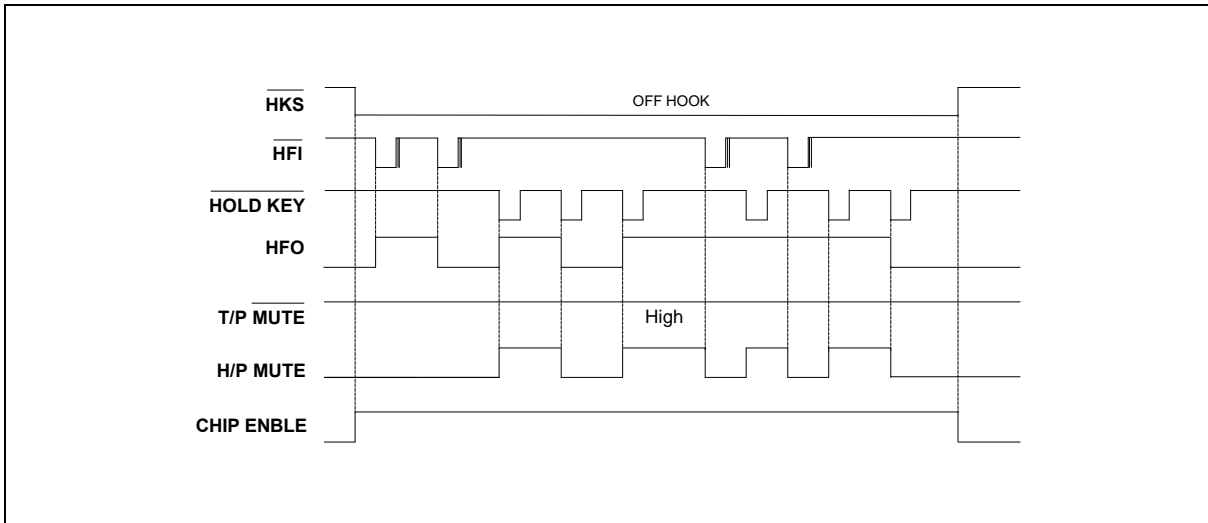 HKS
OFF HOOK
HFI
HOLD KEY
HFO
T/P MUTE
High
H/P MUTE
CHIP ENBLE